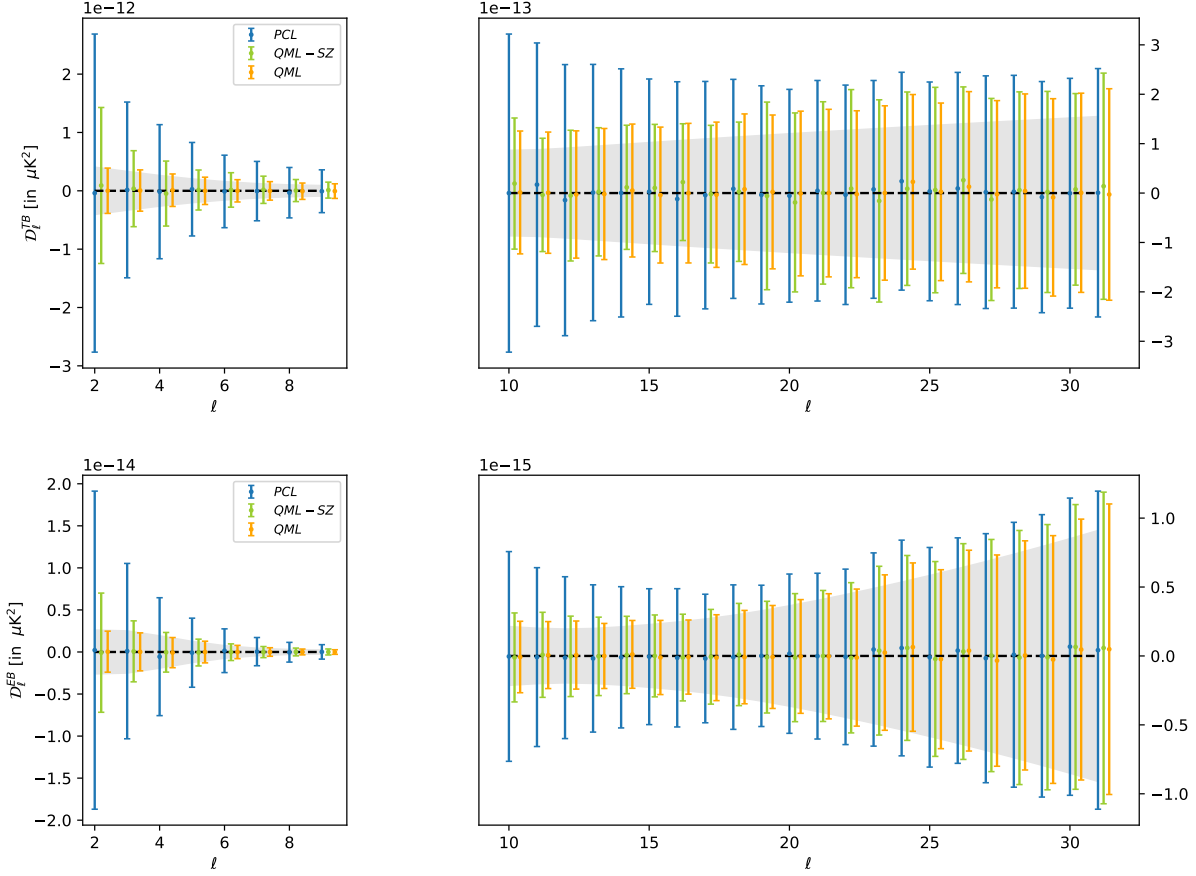 1e−12
1e−13
2
1
0
−1
−2
−3
PCL
QML − SZ
QML
3
2
1
0
−1
−2
−3
2 4 6 8
10 15 20 25 30
ℓ
ℓ
𝒟ℓ^TB [in μK²]
1e−14
1e−15
2.0
1.5
1.0
0.5
0.0
−0.5
−1.0
−1.5
−2.0
PCL
QML − SZ
QML
1.0
0.5
0.0
−0.5
−1.0
2 4 6 8
10 15 20 25 30
ℓ
ℓ
𝒟ℓ^EB [in μK²]